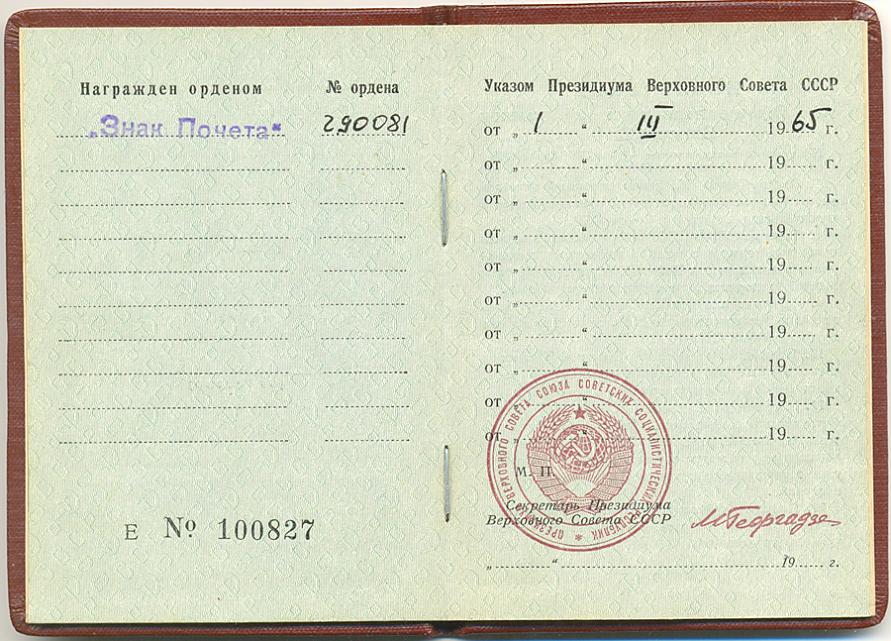 Награжден орденом № ордена
„Знак Почета“ 290081
Е № 100827
Указом Президиума Верховного Совета СССР
от „ 1 “ III 1965 г.
от „ “ 19 г.
от „ “ 19 г.
от „ “ 19 г.
от „ “ 19 г.
от „ “ 19 г.
от „ “ 19 г.
от „ “ 19 г.
от „ “ 19 г.
от „ “ 19 г.
ПРЕЗИДИУМ ВЕРХОВНОГО СОВЕТА СОЮЗА СОВЕТСКИХ СОЦИАЛИСТИЧЕСКИХ РЕСПУБЛИК
М. П.
Секретарь Президиума
Верховного Совета СССР МГеоргадзе
„ “ 19 г.